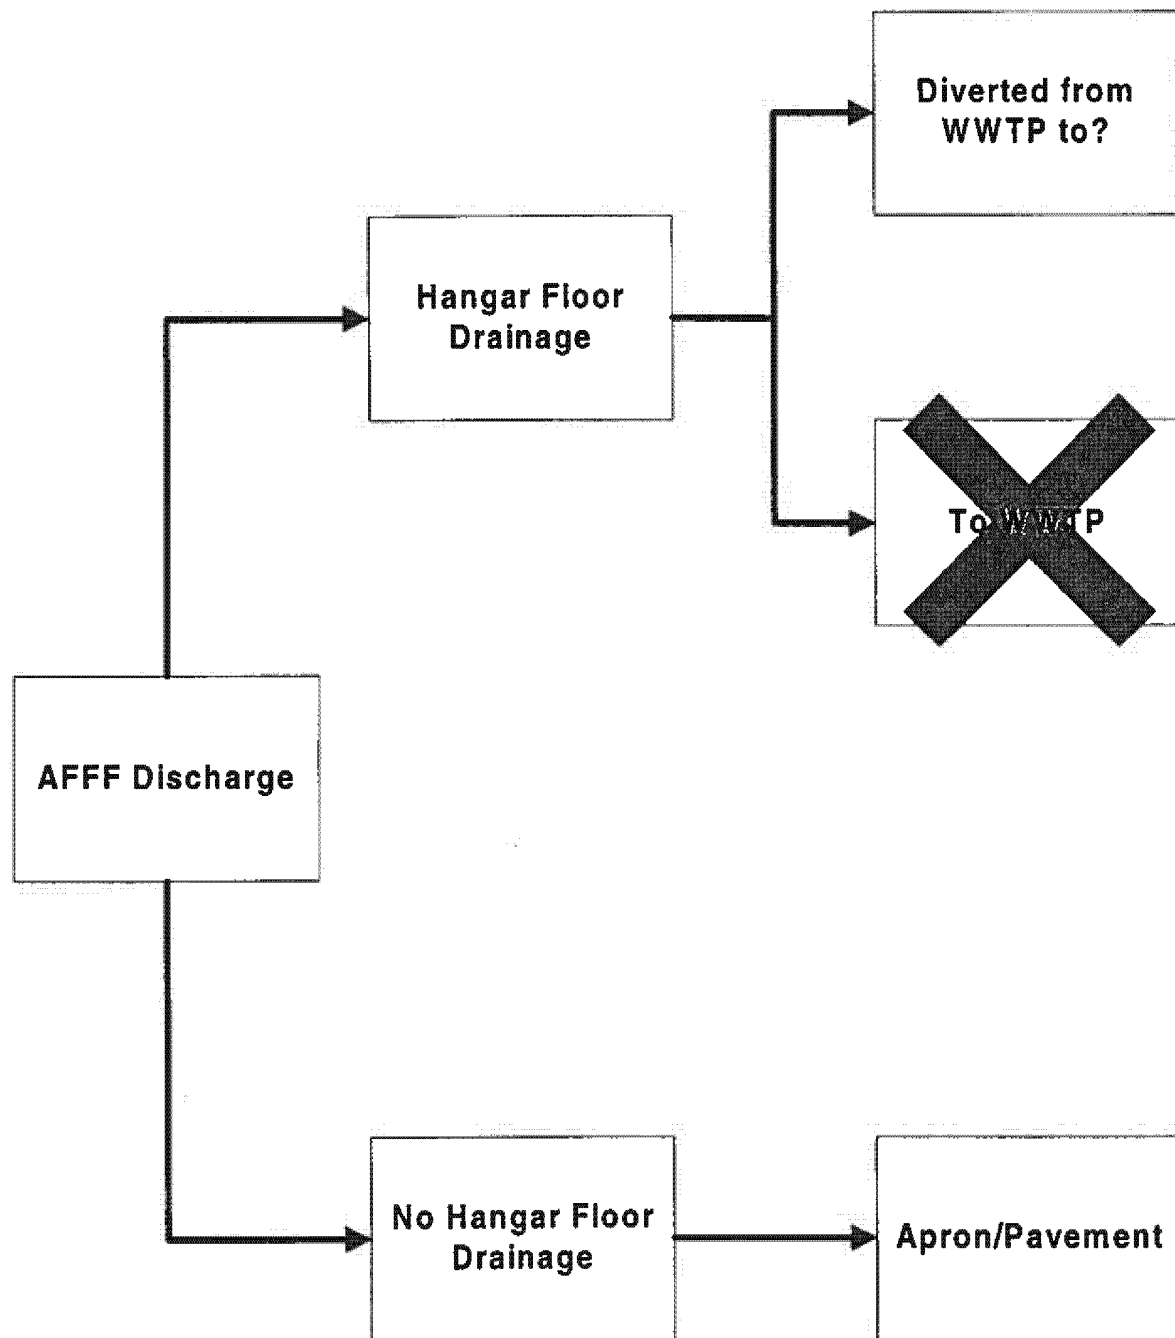 Diverted from
WWTP to?
Hangar Floor
Drainage
To WWTP
AFFF Discharge
No Hangar Floor
Drainage
Apron/Pavement